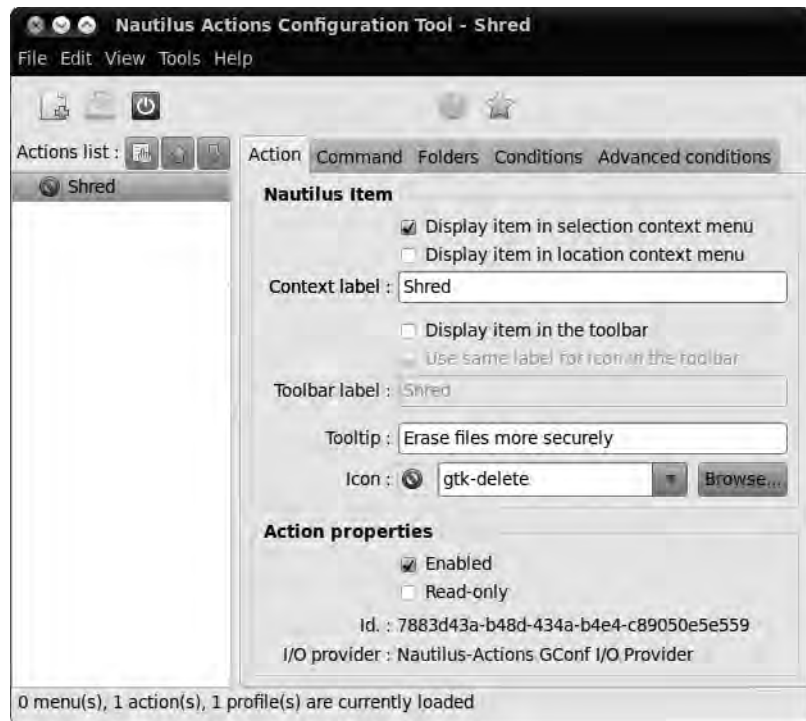 Nautilus Actions Configuration Tool - Shred
File Edit View Tools Help
Actions list :
Shred
Action Command Folders Conditions Advanced conditions
Nautilus Item
Display item in selection context menu
Display item in location context menu
Context label : Shred
Display item in the toolbar
Use same label for icon in the toolbar
Toolbar label : Shred
Tooltip : Erase files more securely
Icon : gtk-delete Browse...
Action properties
Enabled
Read-only
Id. : 7883d43a-b48d-434a-b4e4-c89050e5e559
I/O provider : Nautilus-Actions GConf I/O Provider
0 menu(s), 1 action(s), 1 profile(s) are currently loaded